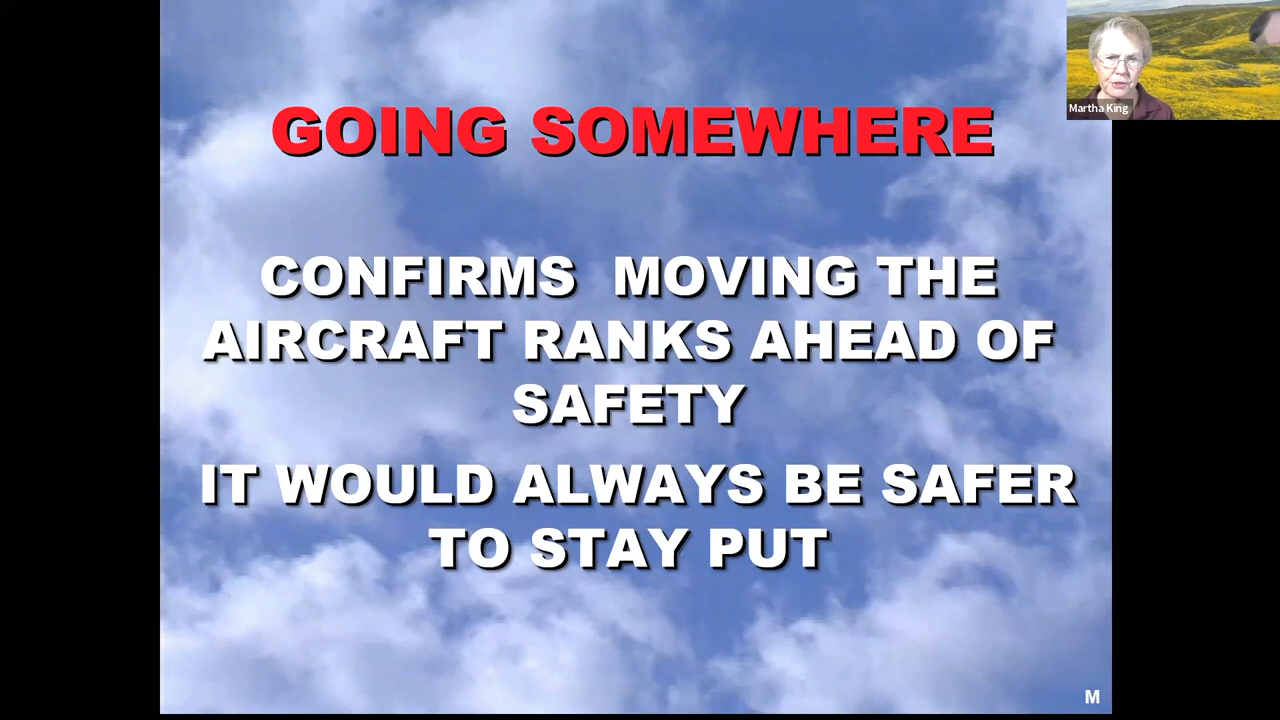 GOING SOMEWHERE
CONFIRMS MOVING THE
AIRCRAFT RANKS AHEAD OF
SAFETY
IT WOULD ALWAYS BE SAFER
TO STAY PUT
M
Martha King